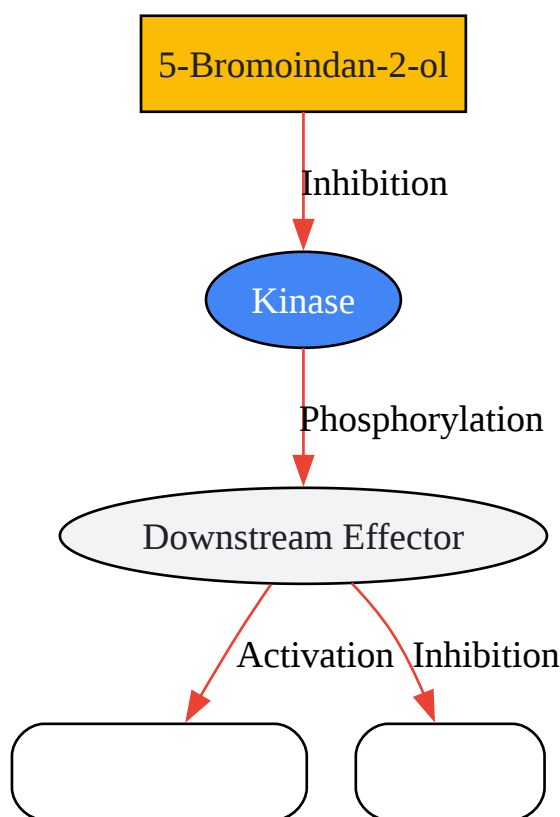 5-Bromoindan-2-ol
Inhibition
Kinase
Phosphorylation
Downstream Effector
Activation
Inhibition